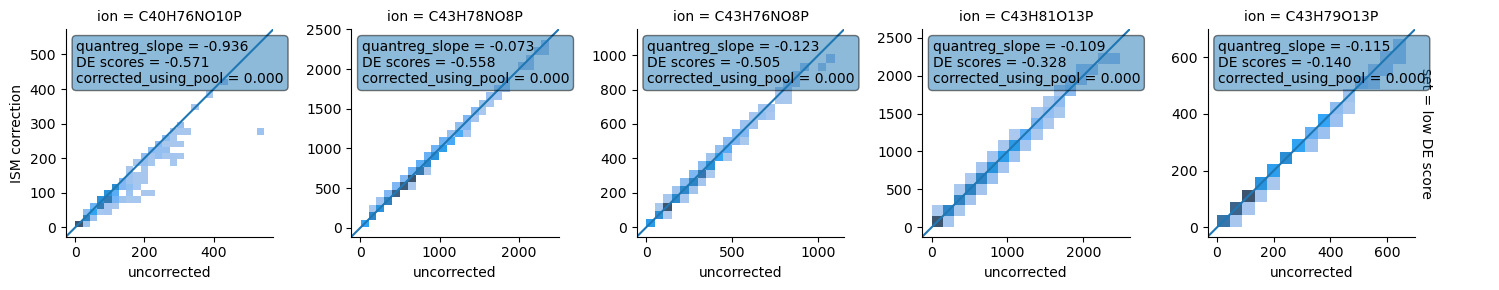 ion = C40H76NO10P
ion = C43H78NO8P
ion = C43H76NO8P
ion = C43H81O13P
ion = C43H79O13P
quantreg_slope = -0.936
DE scores = -0.571
corrected_using_pool = 0.000
quantreg_slope = -0.073
DE scores = -0.558
corrected_using_pool = 0.000
quantreg_slope = -0.123
DE scores = -0.505
corrected_using_pool = 0.000
quantreg_slope = -0.109
DE scores = -0.328
corrected_using_pool = 0.000
quantreg_slope = -0.115
DE scores = -0.140
corrected_using_pool = 0.000
ISM correction
500
400
300
200
100
0
0
200
400
uncorrected
2500
2000
1500
1000
500
0
0
1000
2000
uncorrected
1000
800
600
400
200
0
0
500
1000
uncorrected
2500
2000
1500
1000
500
0
0
1000
2000
uncorrected
600
400
200
0
0
200
400
600
uncorrected
set = low DE score